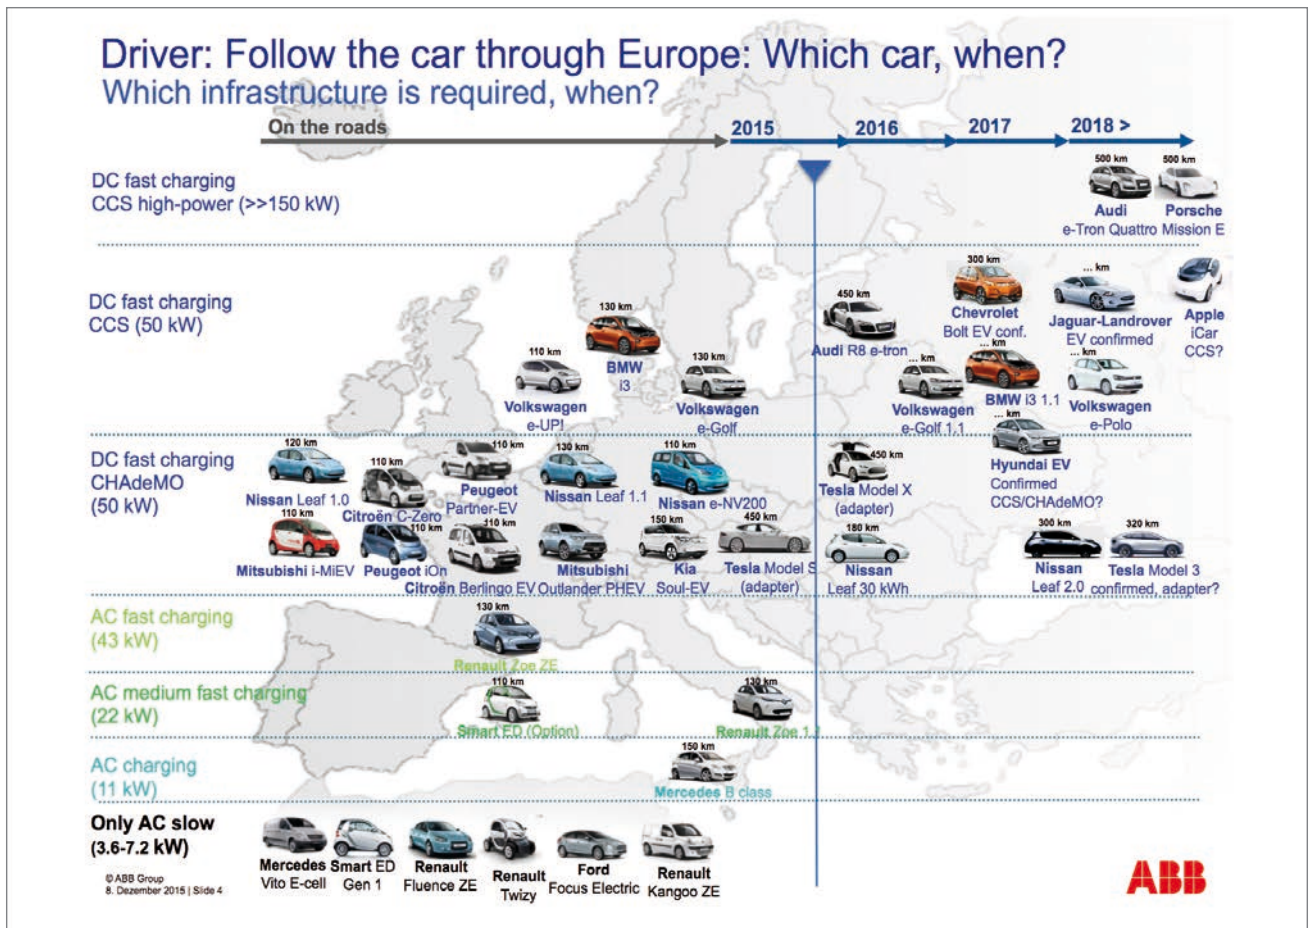 Driver: Follow the car through Europe: Which car, when?
Which infrastructure is required, when?
On the roads
2015
2016
2017
2018 >
DC fast charging
CCS high-power (>>150 kW)
500 km
Audi
e-Tron Quattro
500 km
Porsche
Mission E
DC fast charging
CCS (50 kW)
110 km
Volkswagen
e-UP!
130 km
BMW
i3
130 km
Volkswagen
e-Golf
450 km
Audi R8 e-tron
300 km
Chevrolet
Bolt EV conf.
... km
Jaguar-Landrover
EV confirmed
Apple
iCar
CCS?
... km
Volkswagen
e-Golf 1.1
... km
BMW i3 1.1
... km
Volkswagen
e-Polo
... km
Hyundai EV
Confirmed
CCS/CHAdeMO?
DC fast charging
CHAdeMO
(50 kW)
120 km
Nissan Leaf 1.0
110 km
Citroën C-Zero
110 km
Peugeot
Partner-EV
130 km
Nissan Leaf 1.1
110 km
Nissan e-NV200
450 km
Tesla Model X
(adapter)
110 km
Mitsubishi i-MiEV
110 km
Peugeot iOn
110 km
Citroën Berlingo EV
Mitsubishi
Outlander PHEV
150 km
Kia
Soul-EV
450 km
Tesla Model S
(adapter)
180 km
Nissan
Leaf 30 kWh
300 km
Nissan
Leaf 2.0
320 km
Tesla Model 3
confirmed, adapter?
AC fast charging
(43 kW)
130 km
Renault Zoe ZE
AC medium fast charging
(22 kW)
110 km
Smart ED (Option)
130 km
Renault Zoe 1.1
AC charging
(11 kW)
150 km
Mercedes B class
Only AC slow
(3.6-7.2 kW)
Mercedes
Vito E-cell
Smart ED
Gen 1
Renault
Fluence ZE
Renault
Twizy
Ford
Focus Electric
Renault
Kangoo ZE
© ABB Group
8. Dezember 2015 | Slide 4
ABB